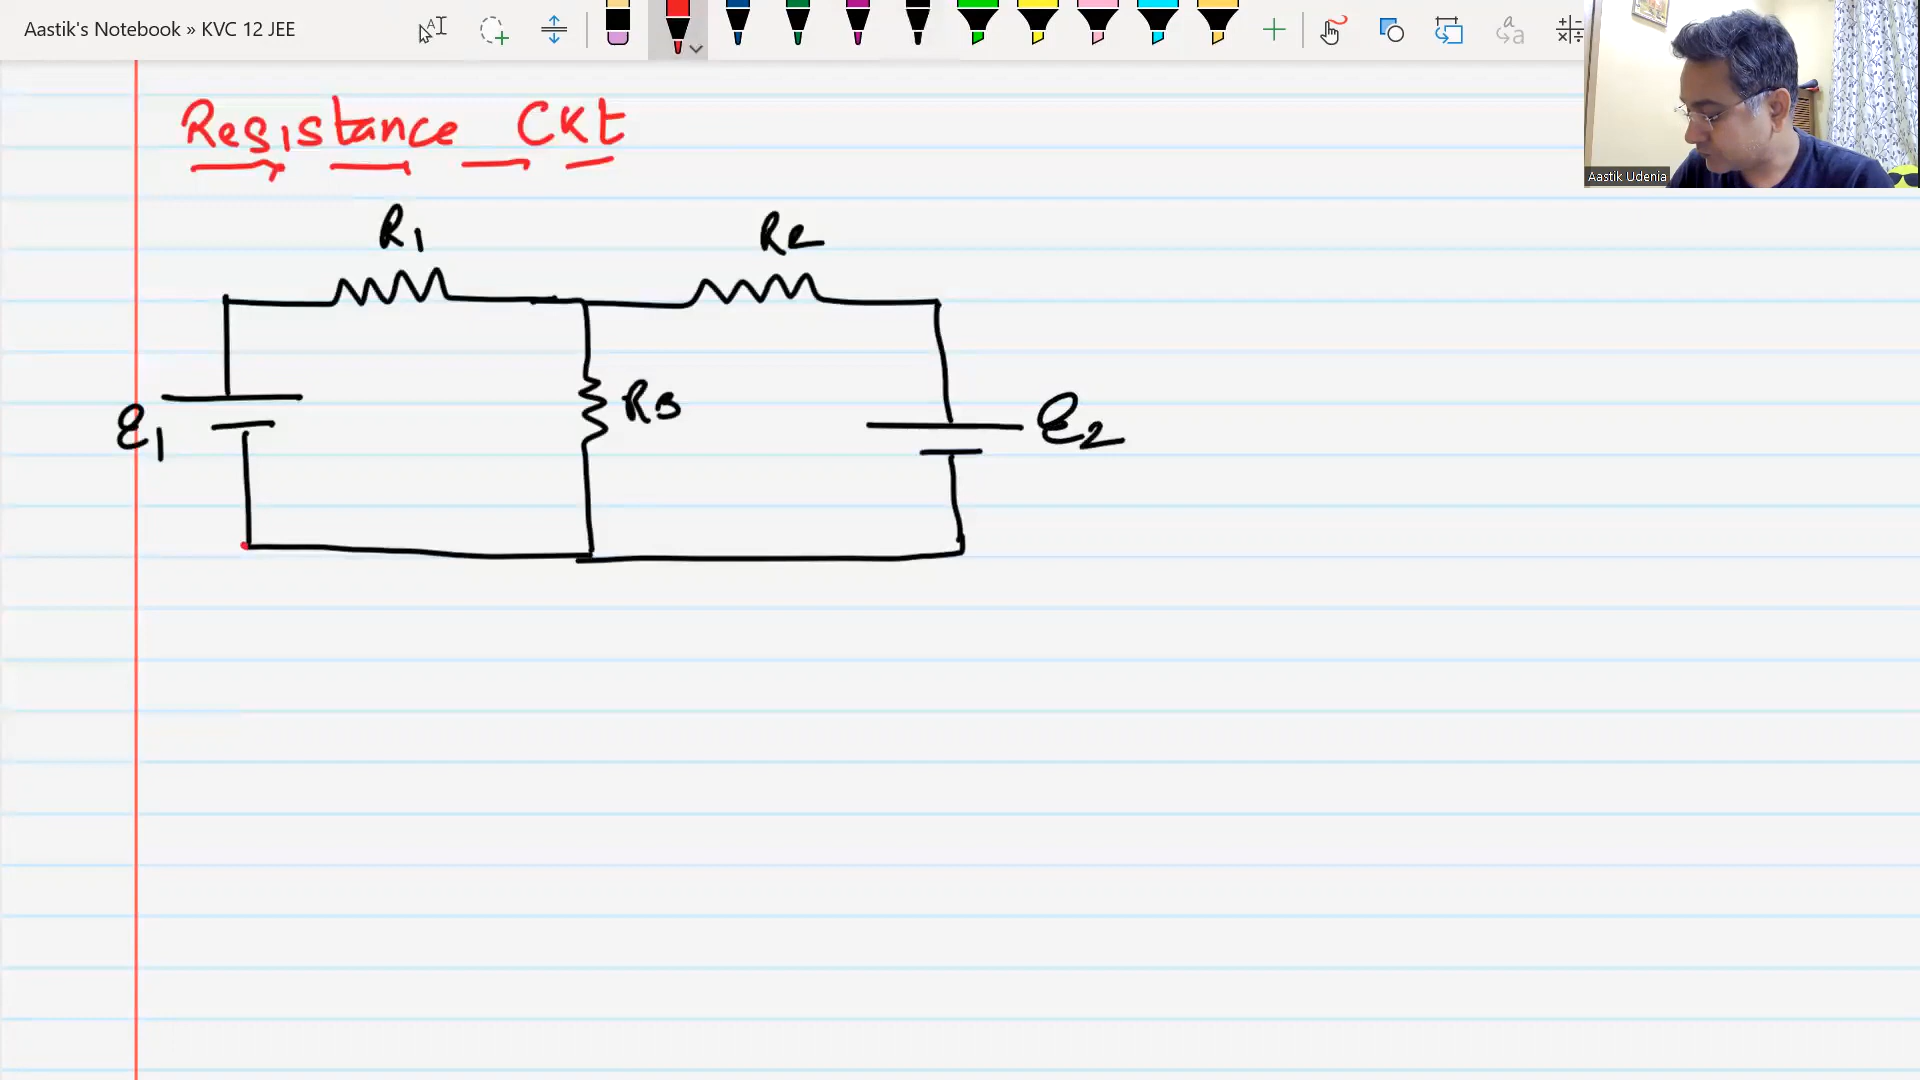 Aastik's Notebook » KVC 12 JEE
Aastik Udenia
Resistance CKt
R1
R2
R3
E1
E2